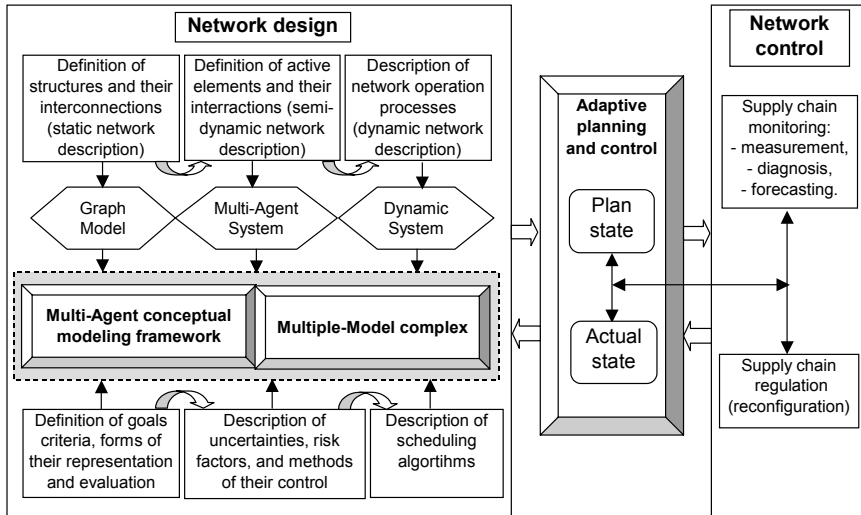 Network design
Definition of
structures and their
interconnections
(static network
description)
Definition of active
elements and their
interractions (semi-
dynamic network
description)
Description of
network operation
processes
(dynamic network
description)
Graph
Model
Multi-Agent
System
Dynamic
System
Multi-Agent conceptual
modeling framework
Multiple-Model complex
Definition of goals
criteria, forms of
their representation
and evaluation
Description of
uncertainties, risk
factors, and methods
of their control
Description of
scheduling
algortihms
Adaptive
planning
and control
Plan
state
Actual
state
Network
control
Supply chain
monitoring:
- measurement,
- diagnosis,
- forecasting.
Supply chain
regulation
(reconfiguration)